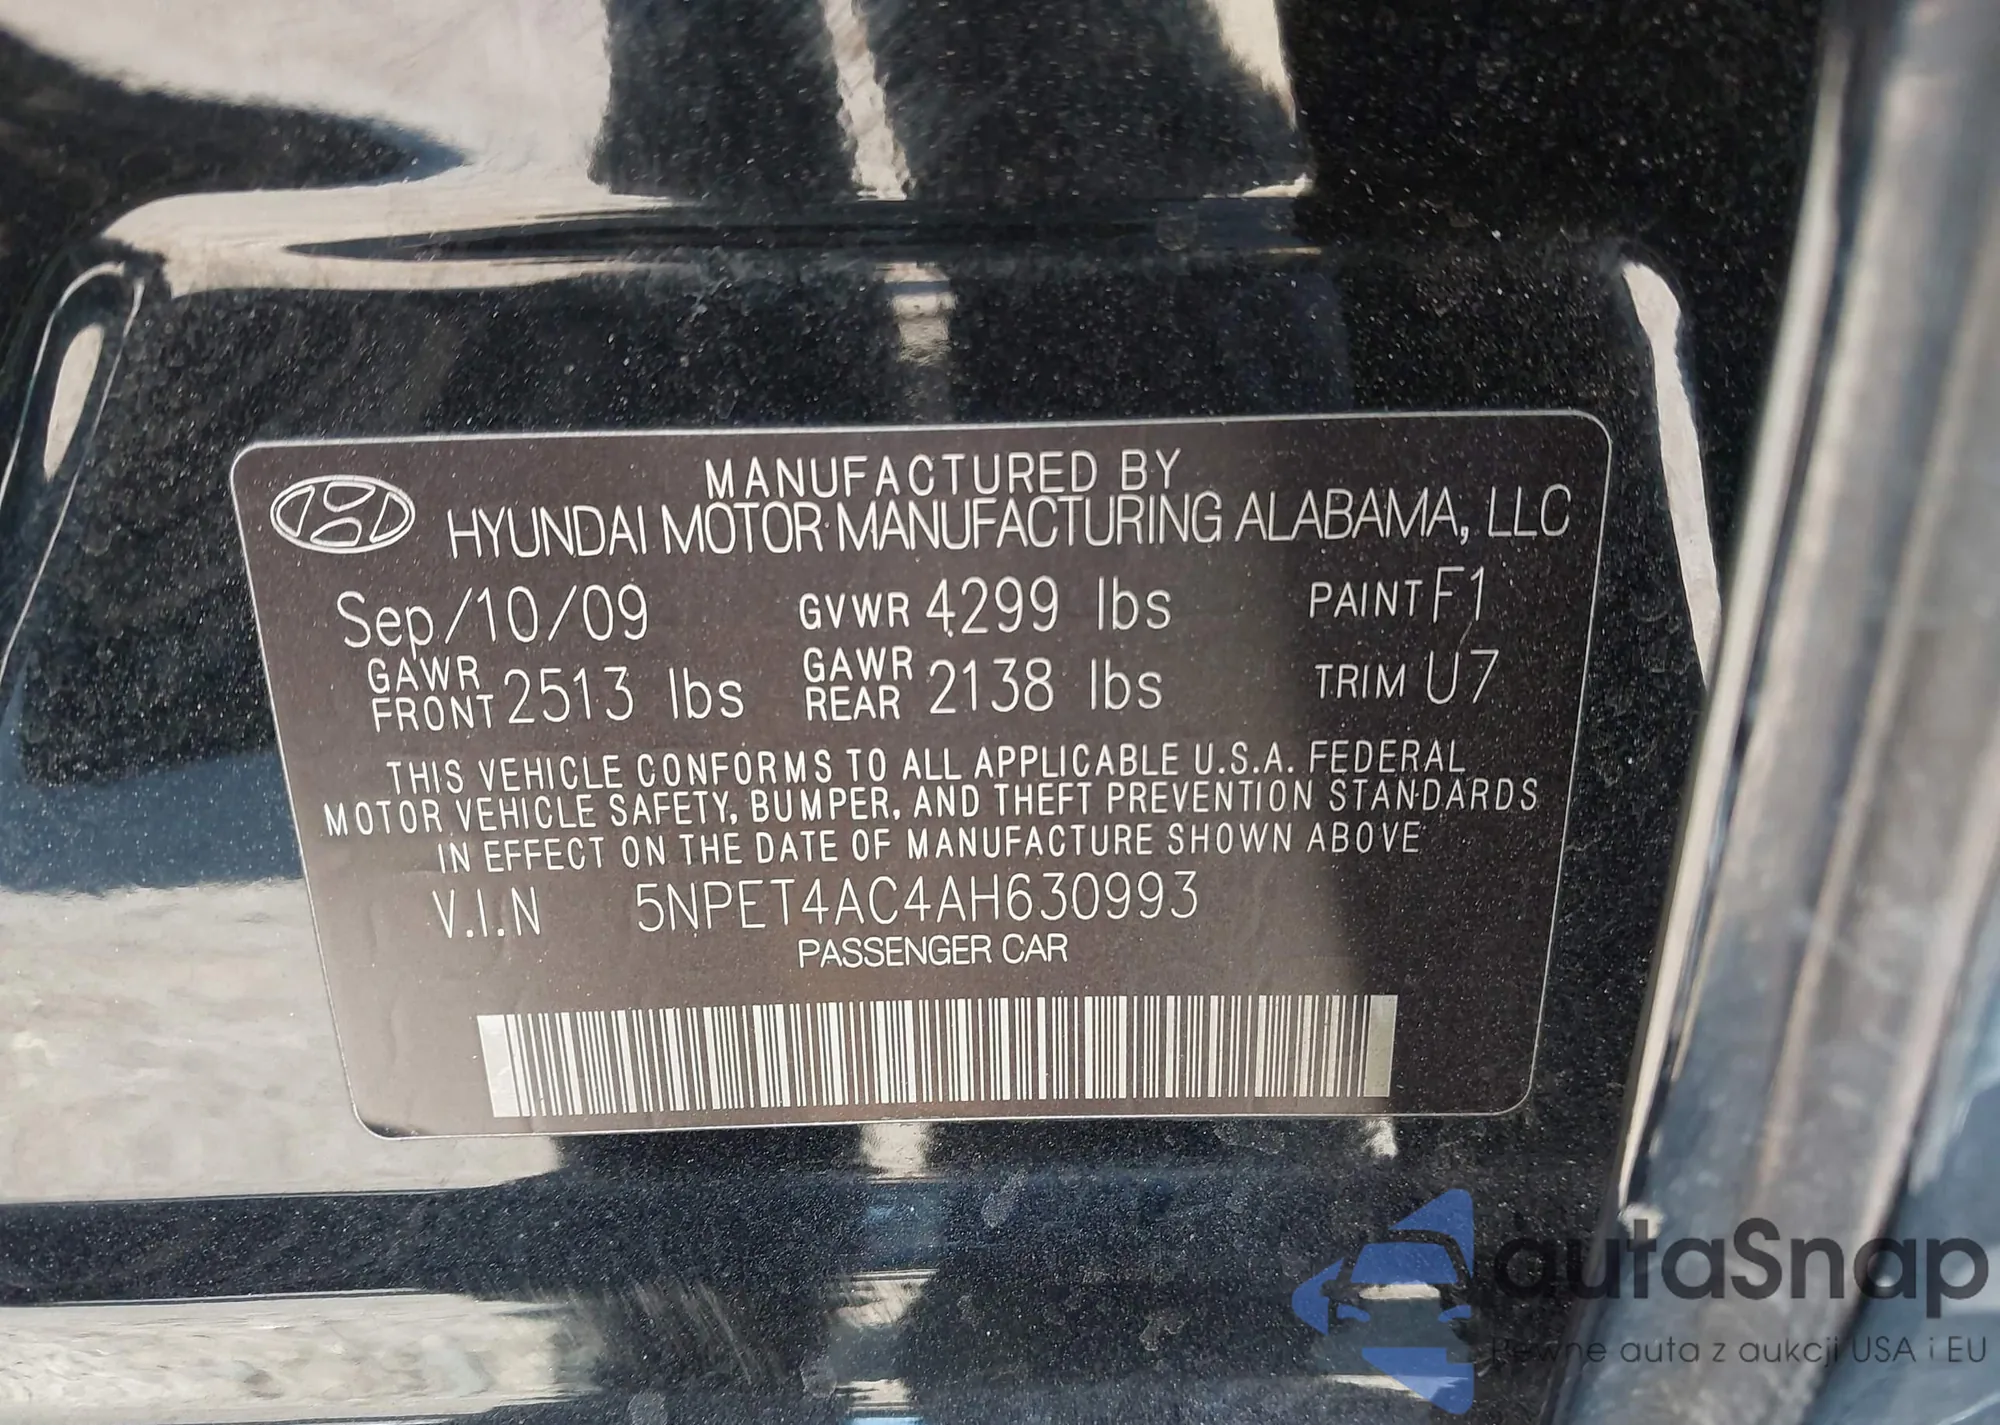 MANUFACTURED BY
HYUNDAI MOTOR MANUFACTURING ALABAMA, LLC
Sep/10/09 GVWR 4299 lbs PAINT F1
GAWR FRONT 2513 lbs GAWR REAR 2138 lbs TRIM U7
THIS VEHICLE CONFORMS TO ALL APPLICABLE U.S.A. FEDERAL
MOTOR VEHICLE SAFETY, BUMPER, AND THEFT PREVENTION STANDARDS
IN EFFECT ON THE DATE OF MANUFACTURE SHOWN ABOVE
V.I.N 5NPET4AC4AH630993
PASSENGER CAR
autaSnap
Pewne auta z aukcji USA i EU